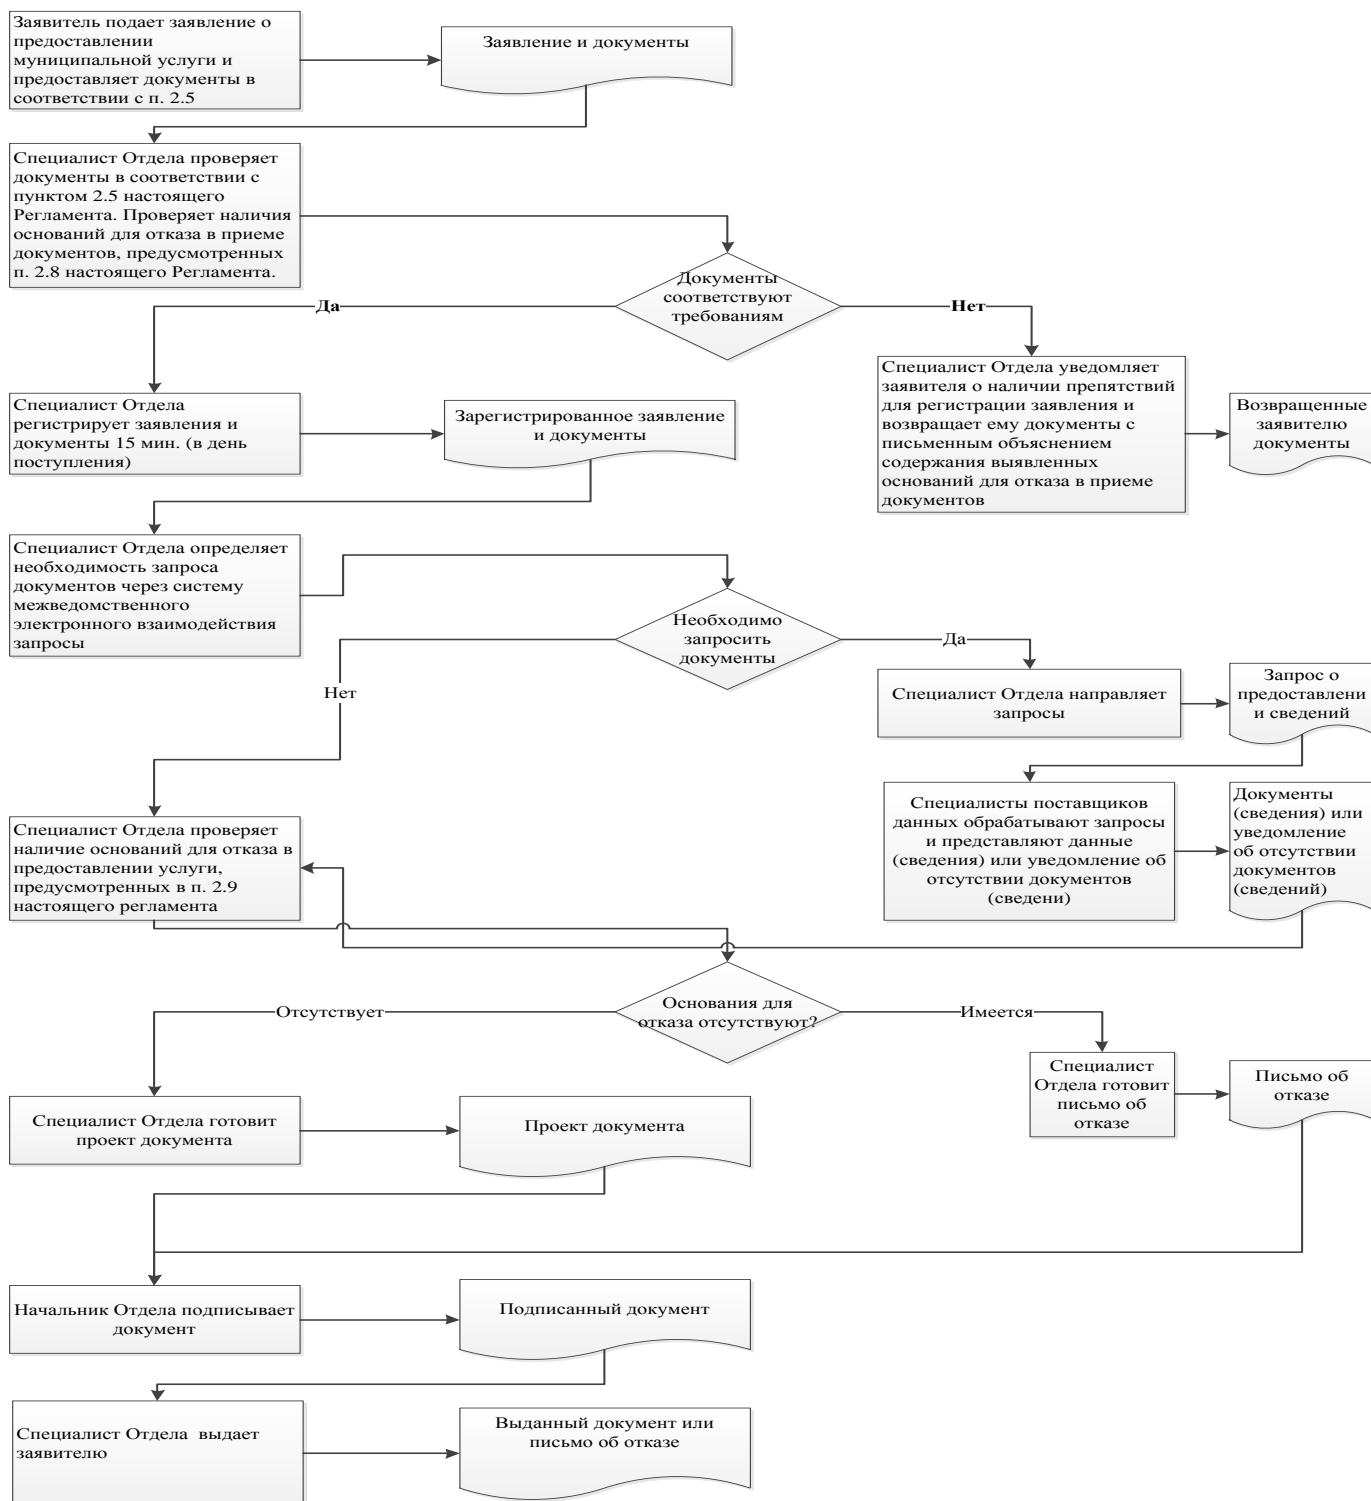 Заявитель подает заявление о
предоставлении
муниципальной услуги и
предоставляет документы в
соответствии с п. 2.5
Заявление и документы
Специалист Отдела проверяет
документы в соответствии с
пунктом 2.5 настоящего
Регламента. Проверяет наличия
оснований для отказа в приеме
документов, предусмотренных
п. 2.8 настоящего Регламента.
Документы
соответствуют
требованиям
Да
Нет
Специалист Отдела
регистрирует заявления и
документы 15 мин. (в день
поступления)
Зарегистрированное заявление
и документы
Специалист Отдела уведомляет
заявителя о наличии препятствий
для регистрации заявления и
возвращает ему документы с
письменным объяснением
содержания выявленных
оснований для отказа в приеме
документов
Возвращенные
заявителю
документы
Специалист Отдела определяет
необходимость запроса
документов через систему
межведомственного
электронного взаимодействия
запросы
Необходимо
запросить
документы
Да
Нет
Специалист Отдела направляет
запросы
Запрос о
предоставлени
и сведений
Специалисты поставщиков
данных обрабатывают запросы
и представляют данные
(сведения) или уведомление об
отсутствии документов
(сведени)
Документы
(сведения) или
уведомление
об отсутствии
документов
(сведений)
Специалист Отдела проверяет
наличие оснований для отказа в
предоставлении услуги,
предусмотренных в п. 2.9
настоящего регламента
Основания для
отказа отсутствуют?
Отсутствует
Имеется
Специалист
Отдела готовит
письмо об
отказе
Письмо об
отказе
Специалист Отдела готовит
проект документа
Проект документа
Начальник Отдела подписывает
документ
Подписанный документ
Специалист Отдела  выдает
заявителю
Выданный документ или
письмо об отказе